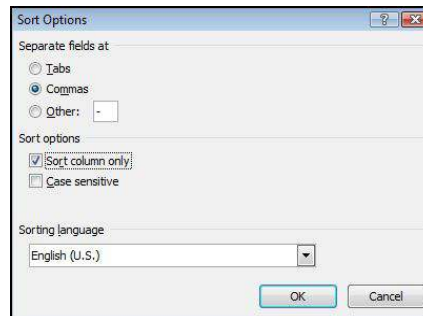 Sort Options
Separate fields at
Tabs
Commas
Other: -
Sort options
Sort column only
Case sensitive
Sorting language
English (U.S.)
OK Cancel